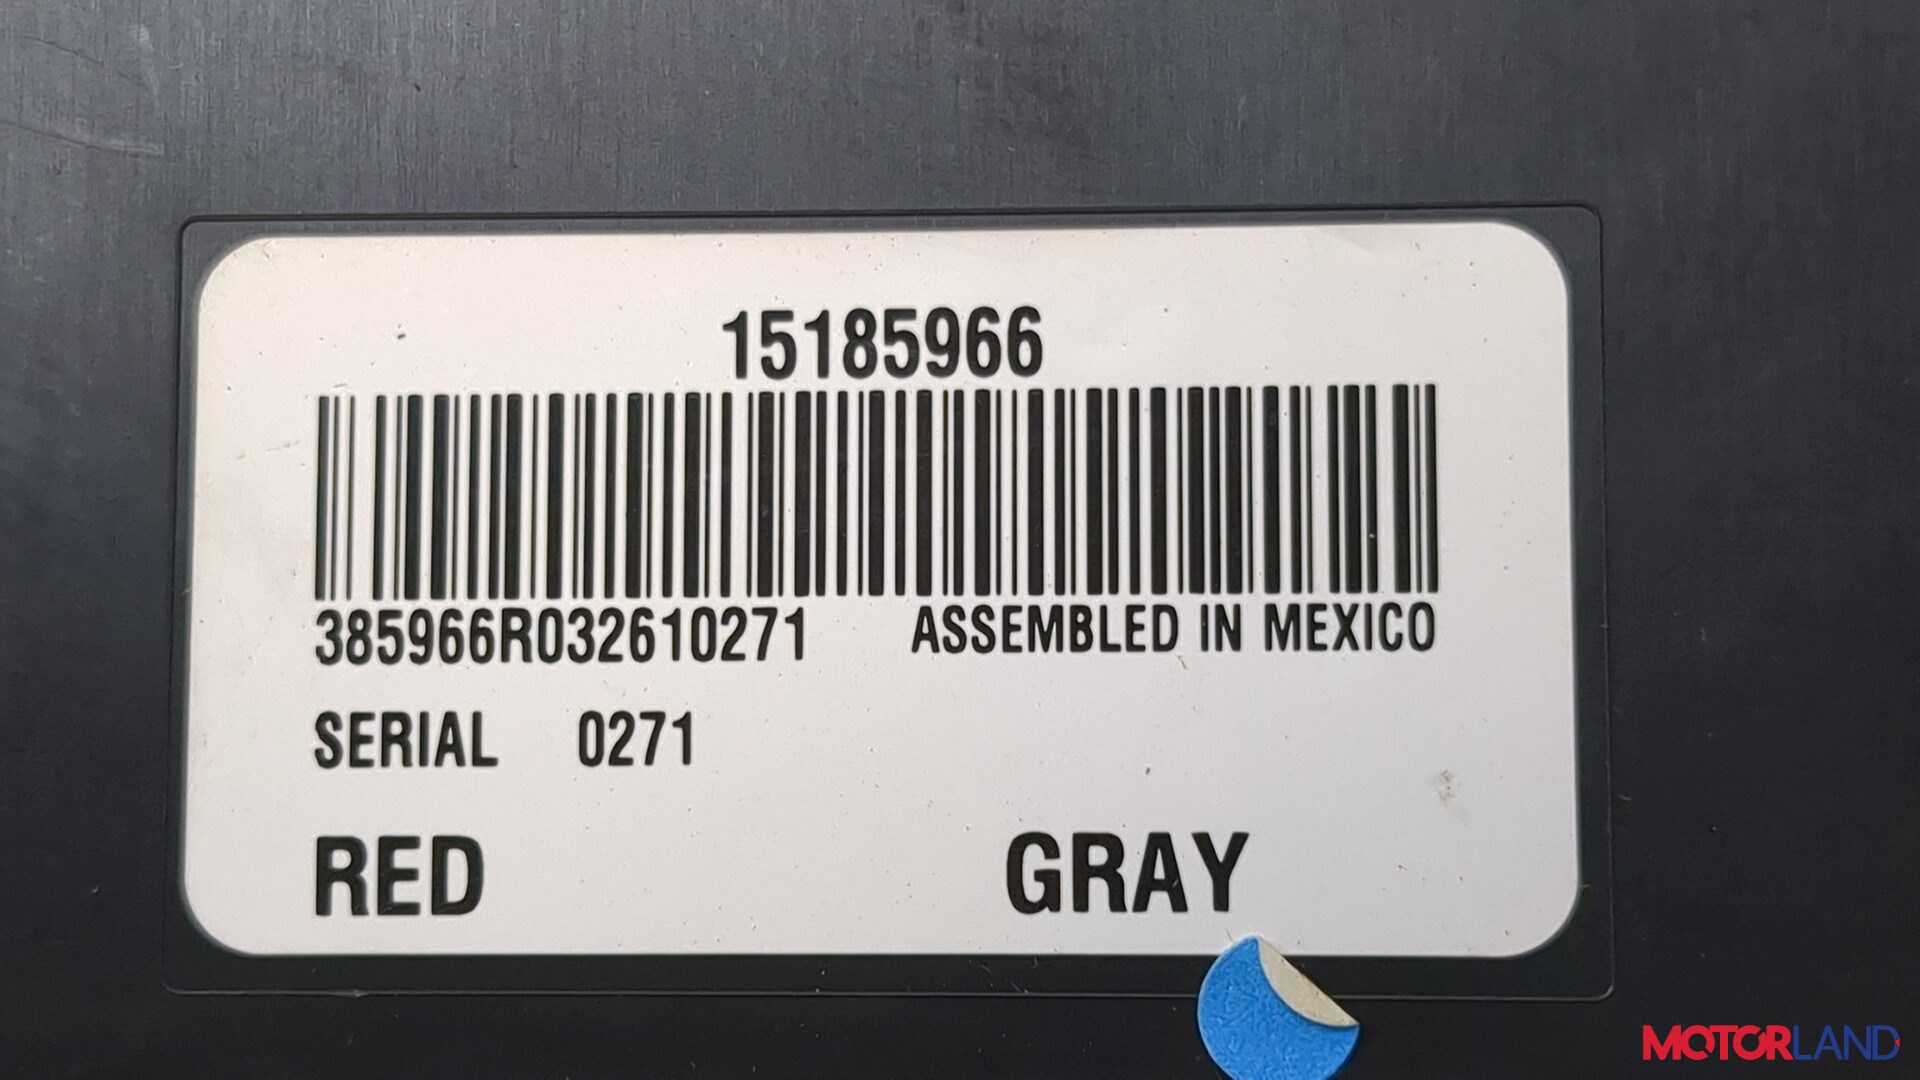 15185966
385966R032610271 ASSEMBLED IN MEXICO
SERIAL 0271
RED GRAY
MOTORLAND